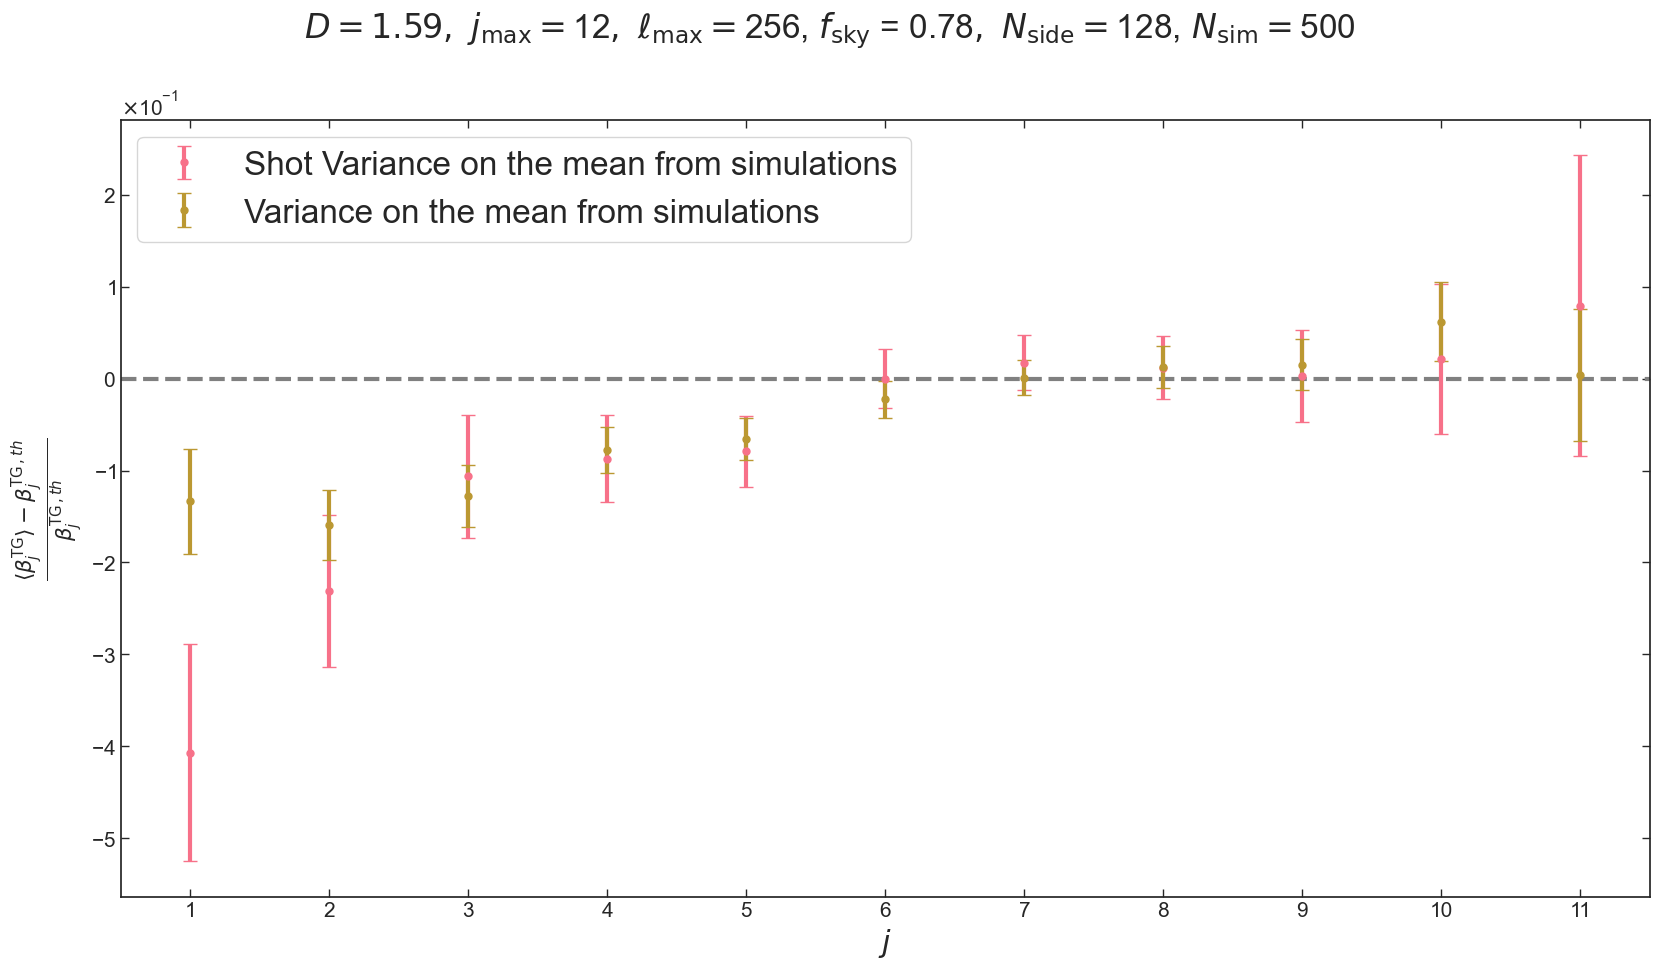 D = 1.59, j_max = 12, ℓ_max = 256, f_sky = 0.78, N_side = 128, N_sim = 500
×10⁻¹
Shot Variance on the mean from simulations
Variance on the mean from simulations
2
1
0
−1
−2
−3
−4
−5
⟨β_j^TG⟩ − β_j^{TG, th}
β_j^{TG, th}
1 2 3 4 5 6 7 8 9 10 11
j